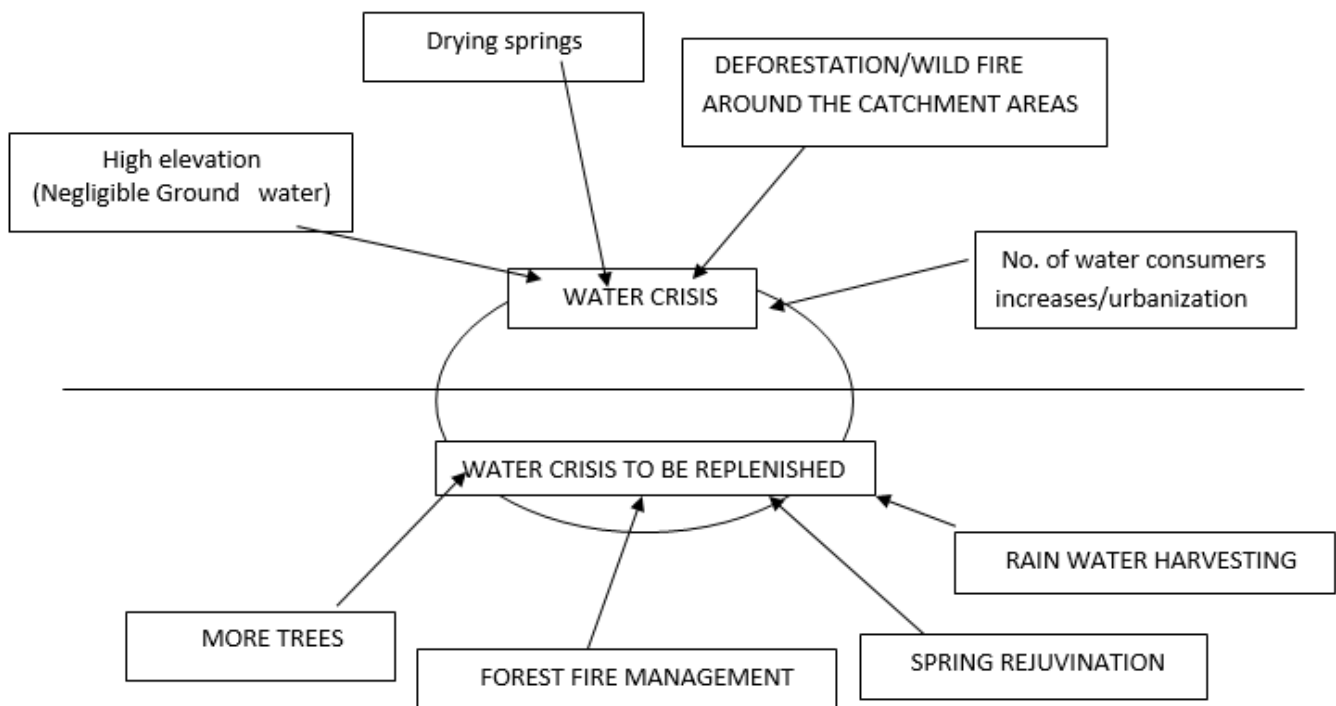 Drying springs
DEFORESTATION/WILD FIRE
AROUND THE CATCHMENT AREAS
High elevation
(Negligible Ground water)
No. of water consumers
increases/urbanization
WATER CRISIS
WATER CRISIS TO BE REPLENISHED
RAIN WATER HARVESTING
MORE TREES
SPRING REJUVINATION
FOREST FIRE MANAGEMENT